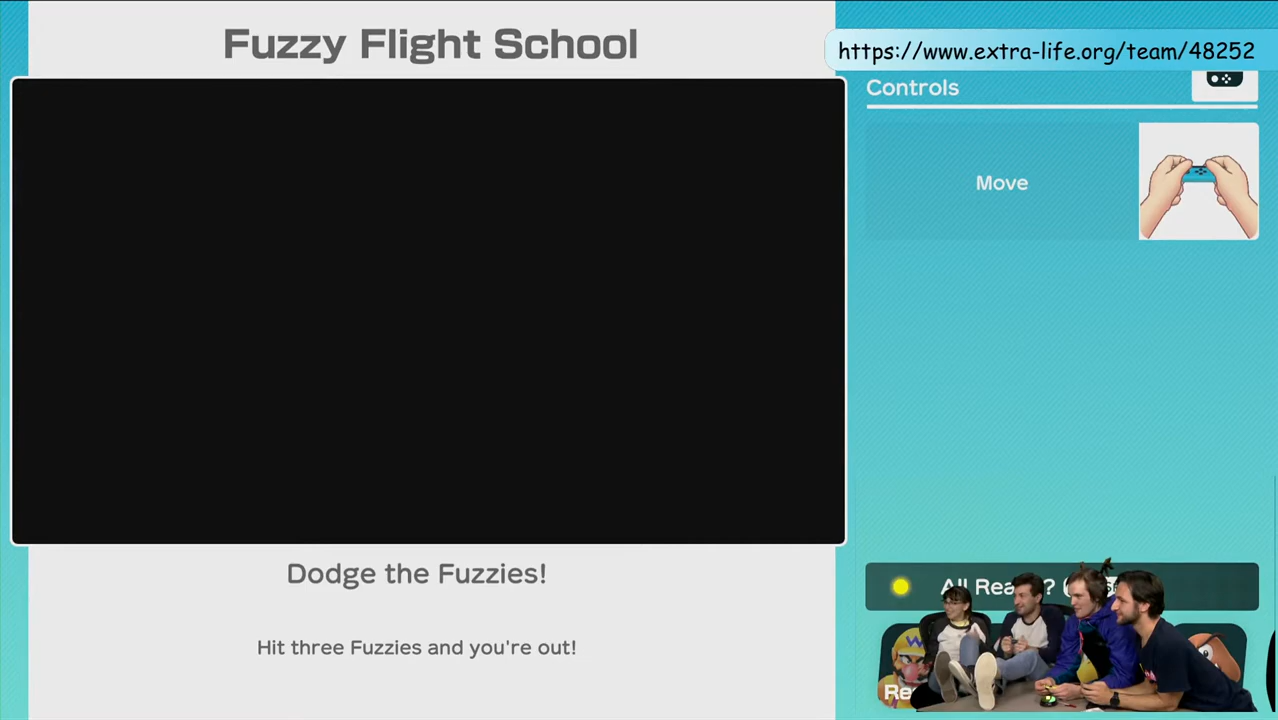 Fuzzy Flight School
https://www.extra-life.org/team/48252
Controls
Move
Dodge the Fuzzies!
Hit three Fuzzies and you're out!
All